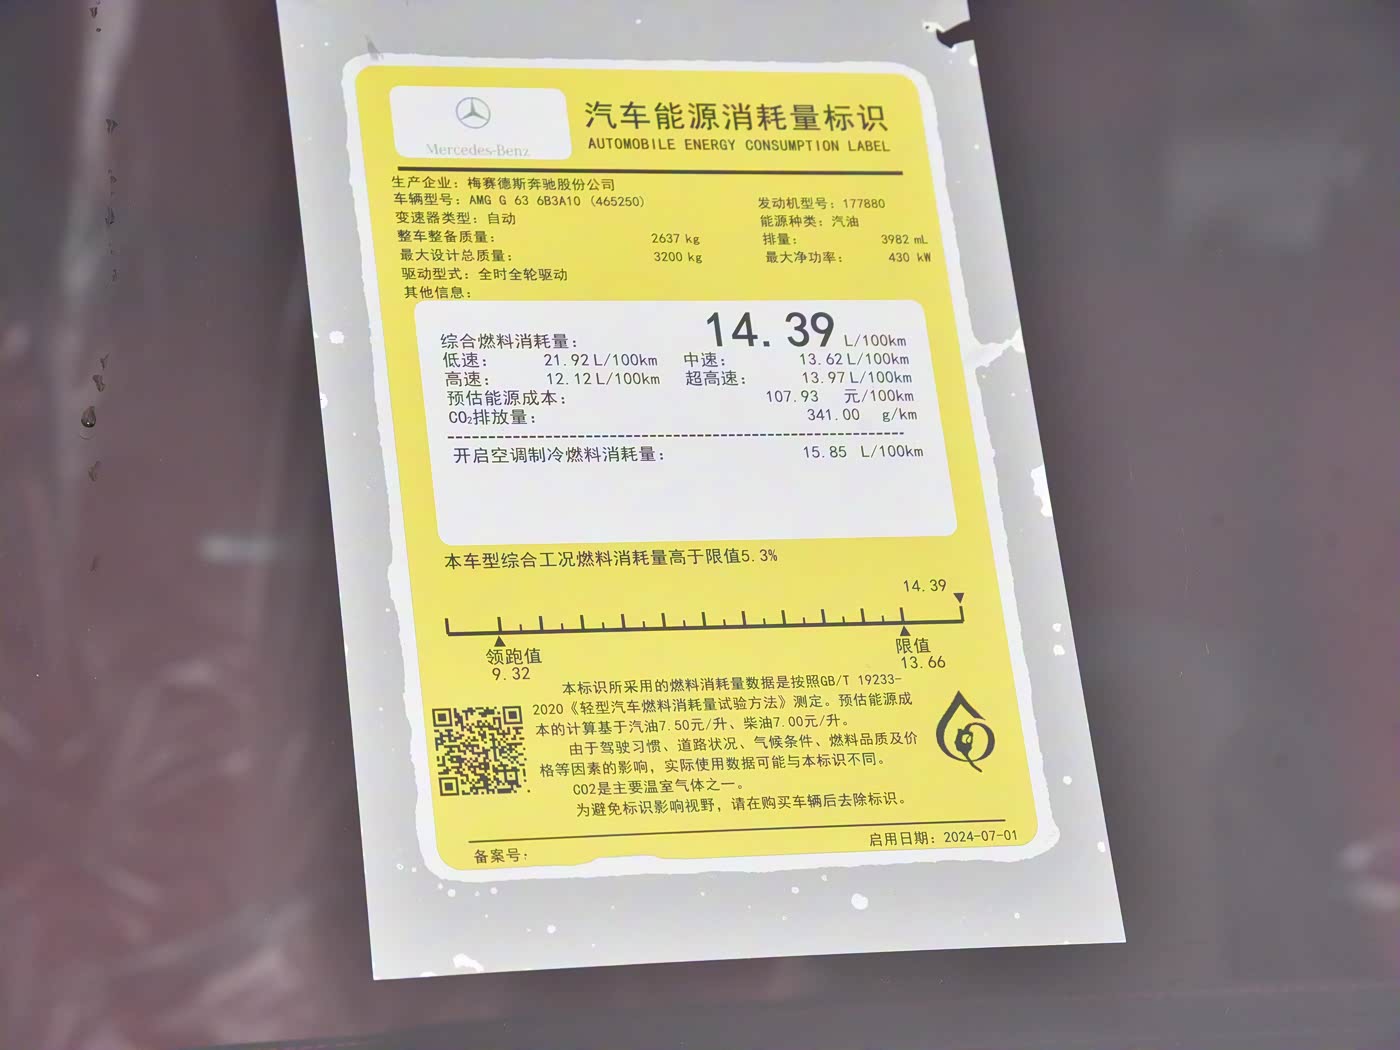 Mercedes-Benz
汽车能源消耗量标识
AUTOMOBILE ENERGY CONSUMPTION LABEL
生产企业：梅赛德斯奔驰股份公司
车辆型号：AMG G 63 6B3A10 (465250) 发动机型号：177880
变速器类型：自动 能源种类：汽油
整车整备质量： 2637 kg 排量： 3982 mL
最大设计总质量： 3200 kg 最大净功率： 430 kW
驱动型式：全时全轮驱动
其他信息：
综合燃料消耗量： 14.39 L/100km
低速： 21.92 L/100km 中速： 13.62 L/100km
高速： 12.12 L/100km 超高速： 13.97 L/100km
预估能源成本： 107.93 元/100km
CO₂排放量： 341.00 g/km
开启空调制冷燃料消耗量： 15.85 L/100km
本车型综合工况燃料消耗量高于限值5.3%
14.39
领跑值 限值
9.32 13.66
本标识所采用的燃料消耗量数据是按照GB/T 19233-
2020《轻型汽车燃料消耗量试验方法》测定。预估能源成
本的计算基于汽油7.50元/升、柴油7.00元/升。
由于驾驶习惯、道路状况、气候条件、燃料品质及价
格等因素的影响，实际使用数据可能与本标识不同。
CO2是主要温室气体之一。
为避免标识影响视野，请在购买车辆后去除标识。
备案号： 启用日期：2024-07-01